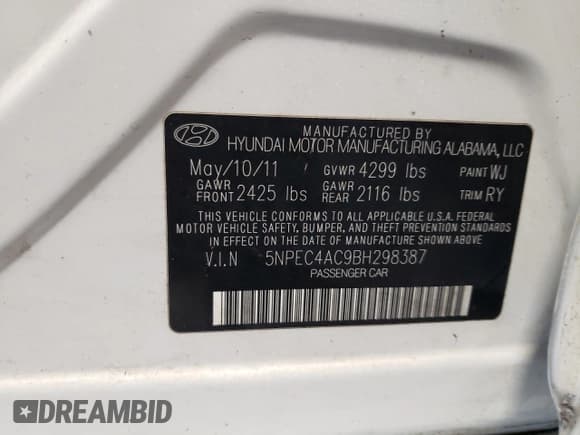 MANUFACTURED BY
HYUNDAI MOTOR MANUFACTURING ALABAMA, LLC
May/10/11 GVWR 4299 lbs PAINT WJ
GAWR FRONT 2425 lbs GAWR REAR 2116 lbs TRIM RY
THIS VEHICLE CONFORMS TO ALL APPLICABLE U.S.A. FEDERAL
MOTOR VEHICLE SAFETY, BUMPER, AND THEFT PREVENTION STANDARDS
IN EFFECT ON THE DATE OF MANUFACTURE SHOWN ABOVE.
V.I.N 5NPEC4AC9BH298387
PASSENGER CAR
DREAMBID